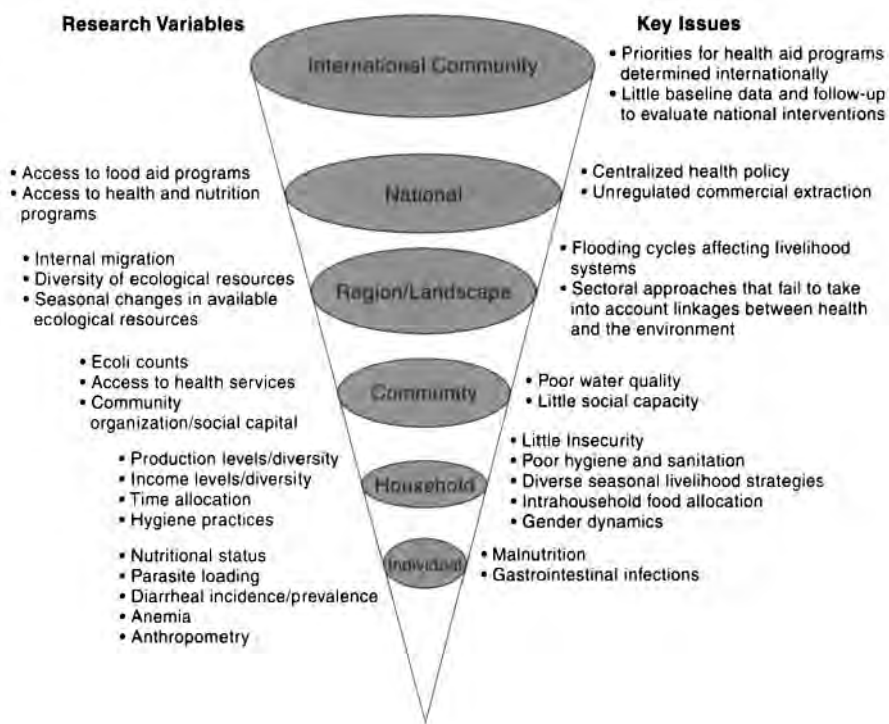 Research Variables
Key Issues
International Community
• Priorities for health aid programs
determined internationally
• Little baseline data and follow-up
to evaluate national interventions
• Access to food aid programs
• Access to health and nutrition
programs
National
• Centralized health policy
• Unregulated commercial extraction
• Internal migration
• Diversity of ecological resources
• Seasonal changes in available
ecological resources
Region/Landscape
• Flooding cycles affecting livelihood
systems
• Sectoral approaches that fail to take
into account linkages between health
and the environment
• Ecoli counts
• Access to health services
• Community
organization/social capital
Community
• Poor water quality
• Little social capacity
• Production levels/diversity
• Income levels/diversity
• Time allocation
• Hygiene practices
Household
• Little Insecurity
• Poor hygiene and sanitation
• Diverse seasonal livelihood strategies
• Intrahousehold food allocation
• Gender dynamics
• Nutritional status
• Parasite loading
• Diarrheal incidence/prevalence
• Anemia
• Anthropometry
Individual
• Malnutrition
• Gastrointestinal infections